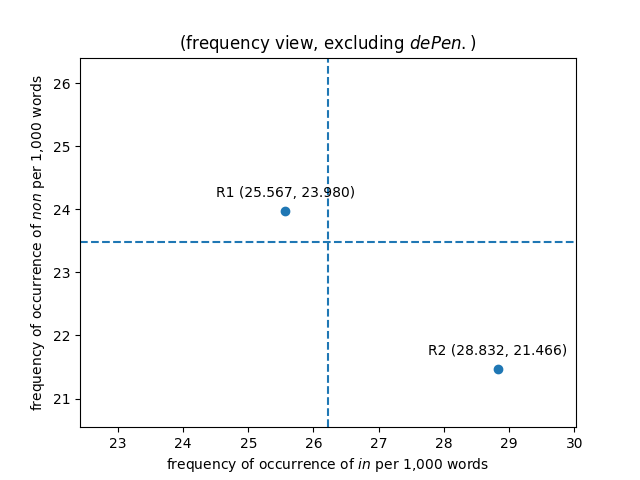 (frequency view, excluding dePen.)
frequency of occurrence of non per 1,000 words
26
25
24
23
22
21
R1 (25.567, 23.980)
R2 (28.832, 21.466)
23 24 25 26 27 28 29 30
frequency of occurrence of in per 1,000 words